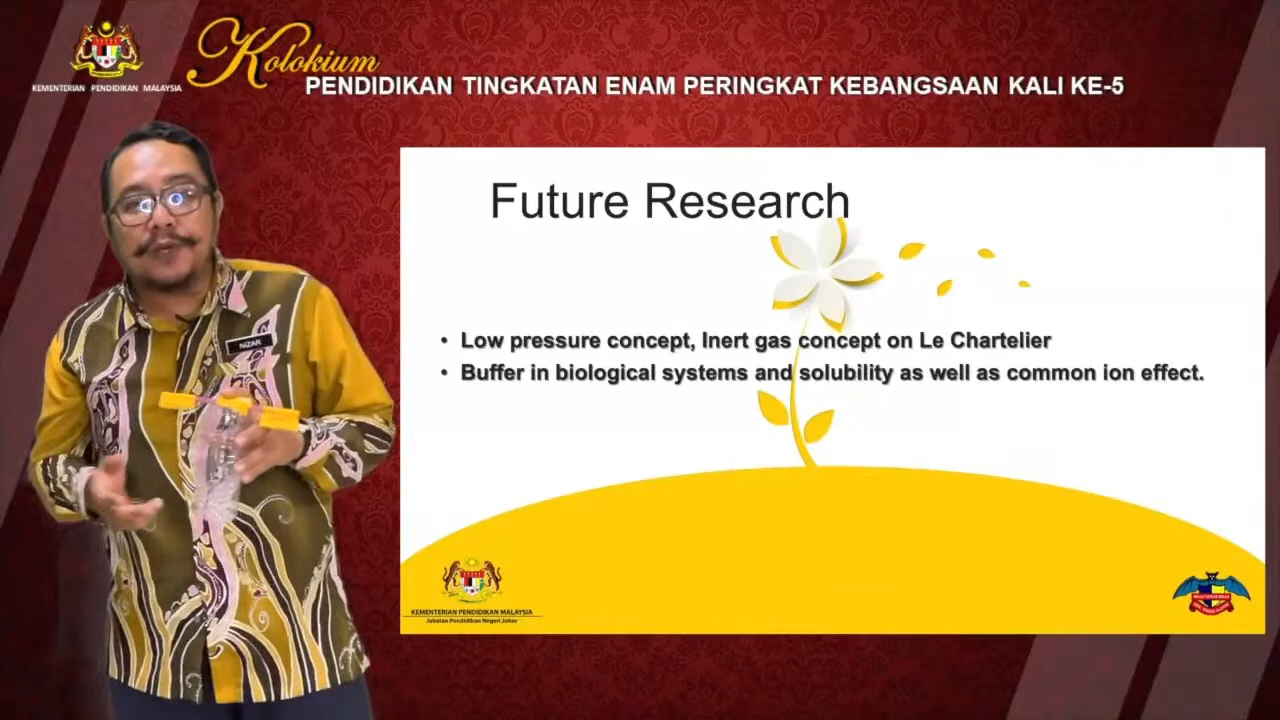 Kolokium
KEMENTERIAN PENDIDIKAN MALAYSIA
PENDIDIKAN TINGKATAN ENAM PERINGKAT KEBANGSAAN KALI KE-5
Future Research
NIZAR
• Low pressure concept, Inert gas concept on Le Chartelier
• Buffer in biological systems and solubility as well as common ion effect.
KEMENTERIAN PENDIDIKAN MALAYSIA
Jabatan Pendidikan Negeri Johor